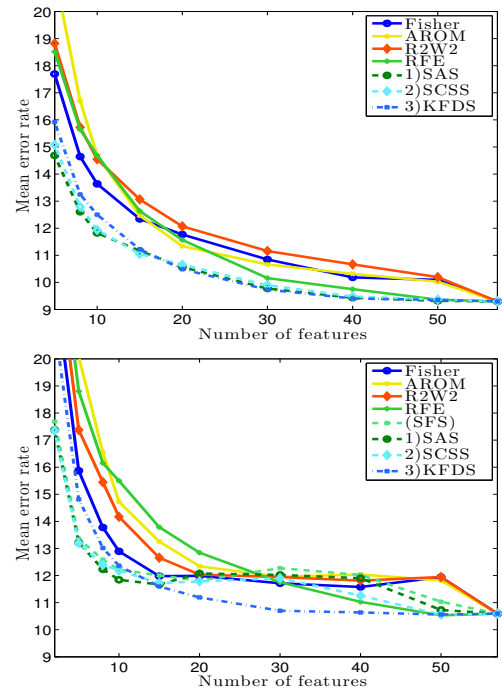 20
19
18
17
16
15
14
13
12
11
10
9
Mean error rate
10 20 30 40 50
Number of features
Fisher
AROM
R2W2
RFE
1)SAS
2)SCSS
3)KFDS
20
19
18
17
16
15
14
13
12
11
10
9
Mean error rate
10 20 30 40 50
Number of features
Fisher
AROM
R2W2
RFE
(SFS)
1)SAS
2)SCSS
3)KFDS